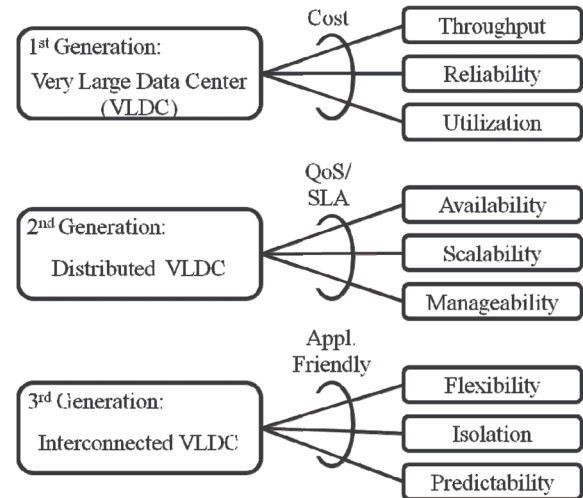 1st Generation:
Very Large Data Center
(VLDC)
Cost
Throughput
Reliability
Utilization
2nd Generation:
Distributed VLDC
QoS/
SLA
Availability
Scalability
Manageability
3rd Generation:
Interconnected VLDC
Appl.
Friendly
Flexibility
Isolation
Predictability